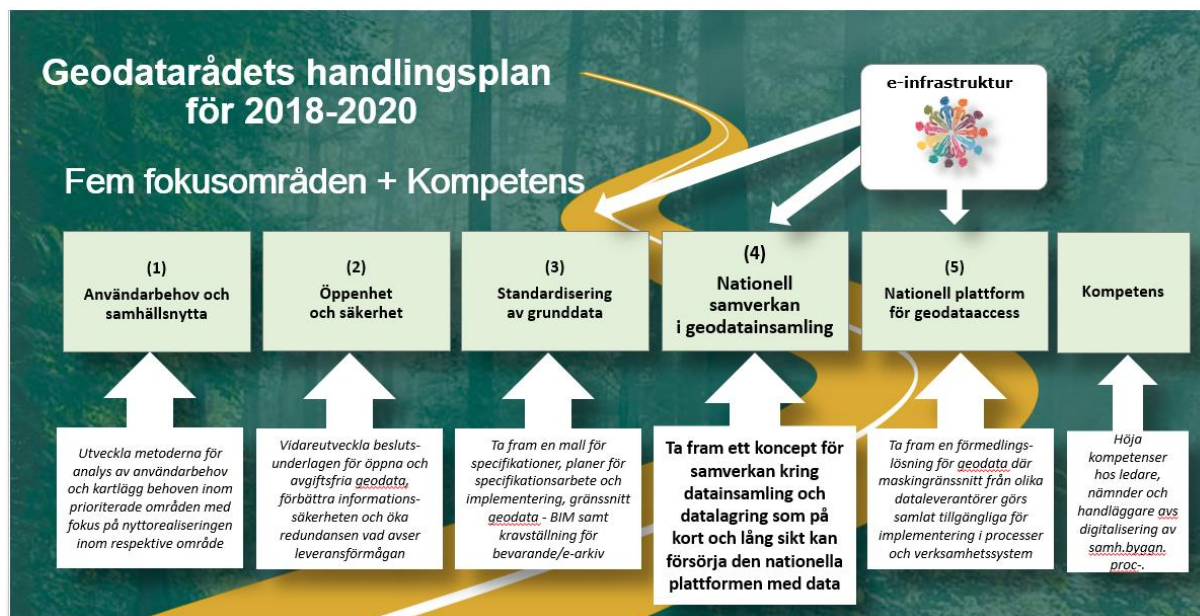 Geodatarådets handlingsplan
för 2018-2020
Fem fokusområden + Kompetens
e-infrastruktur
(1)
Användarbehov och
samhällsnytta
(2)
Öppenhet
och säkerhet
(3)
Standardisering
av grunddata
(4)
Nationell
samverkan
i geodatainsamling
(5)
Nationell plattform
för geodataaccess
Kompetens
Utveckla metoderna för
analys av användarbehov
och kartlägg behoven inom
prioriterade områden med
fokus på nyttorealiseringen
inom respektive område
Vidareutveckla besluts-
underlagen för öppna och
avgiftsfria geodata,
förbättra informations-
säkerheten och öka
redundansen vad avser
leveransförmågan
Ta fram en mall för
specifikationer, planer för
specifikationsarbete och
implementering, gränssnitt
geodata - BIM samt
kravställning för
bevarande/e-arkiv
Ta fram ett koncept för
samverkan kring
datainsamling och
datalagring som på
kort och lång sikt kan
försörja den nationella
plattformen med data
Ta fram en förmedlings-
lösning för geodata där
maskingränssnitt från olika
dataleverantörer görs
samlat tillgängliga för
implementering i processer
och verksamhetssystem
Höja
kompetenser
hos ledare,
nämnder och
handläggare avs
digitalisering av
samh.byggn.
proc-.